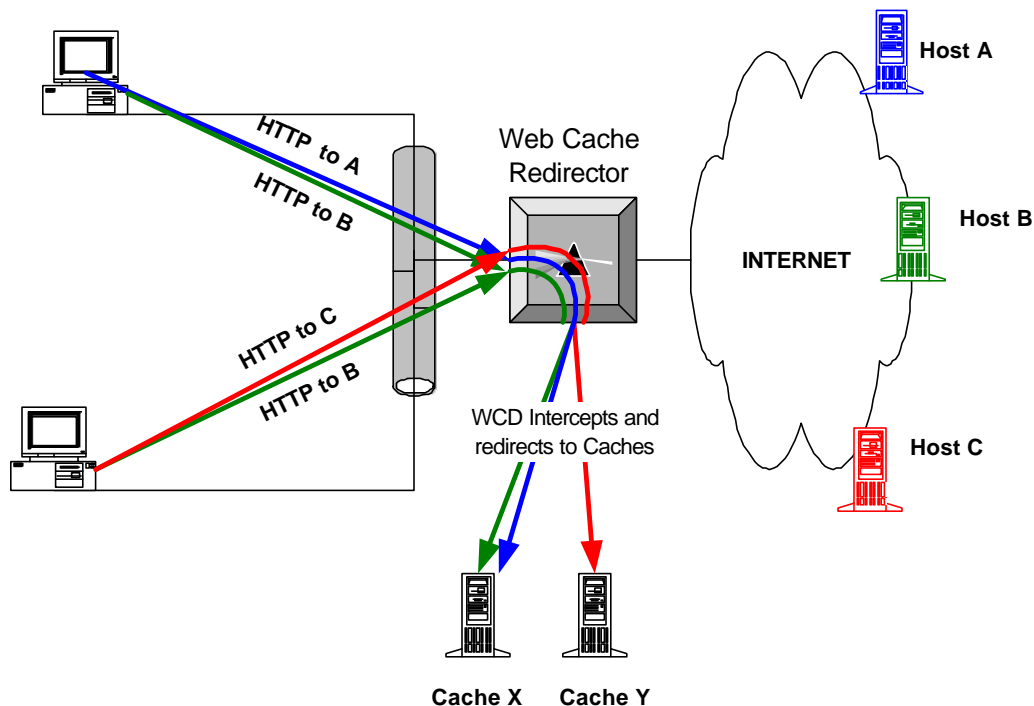 Host A
HTTP to A
Web Cache
Redirector
HTTP to B
Host B
INTERNET
HTTP to C
HTTP to B
WCD Intercepts and
redirects to Caches
Host C
Cache X
Cache Y